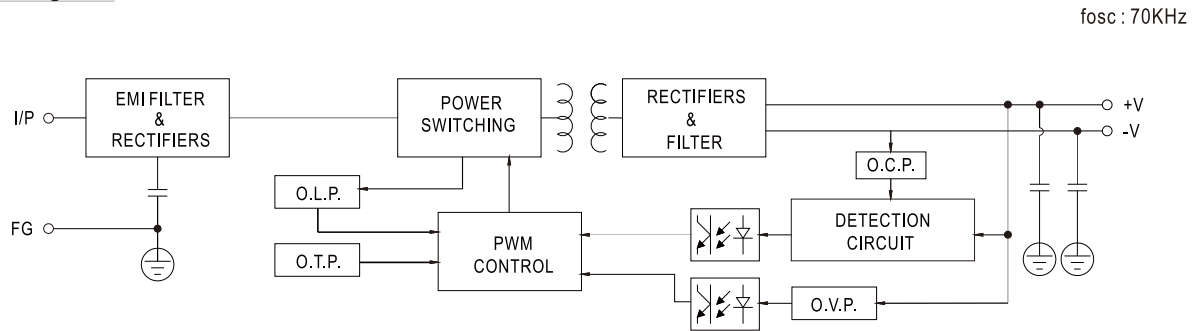 fosc : 70KHz
I/P
EMI FILTER
&
RECTIFIERS
POWER
SWITCHING
RECTIFIERS
&
FILTER
+V
-V
O.C.P.
O.L.P.
FG
PWM
CONTROL
DETECTION
CIRCUIT
O.T.P.
O.V.P.